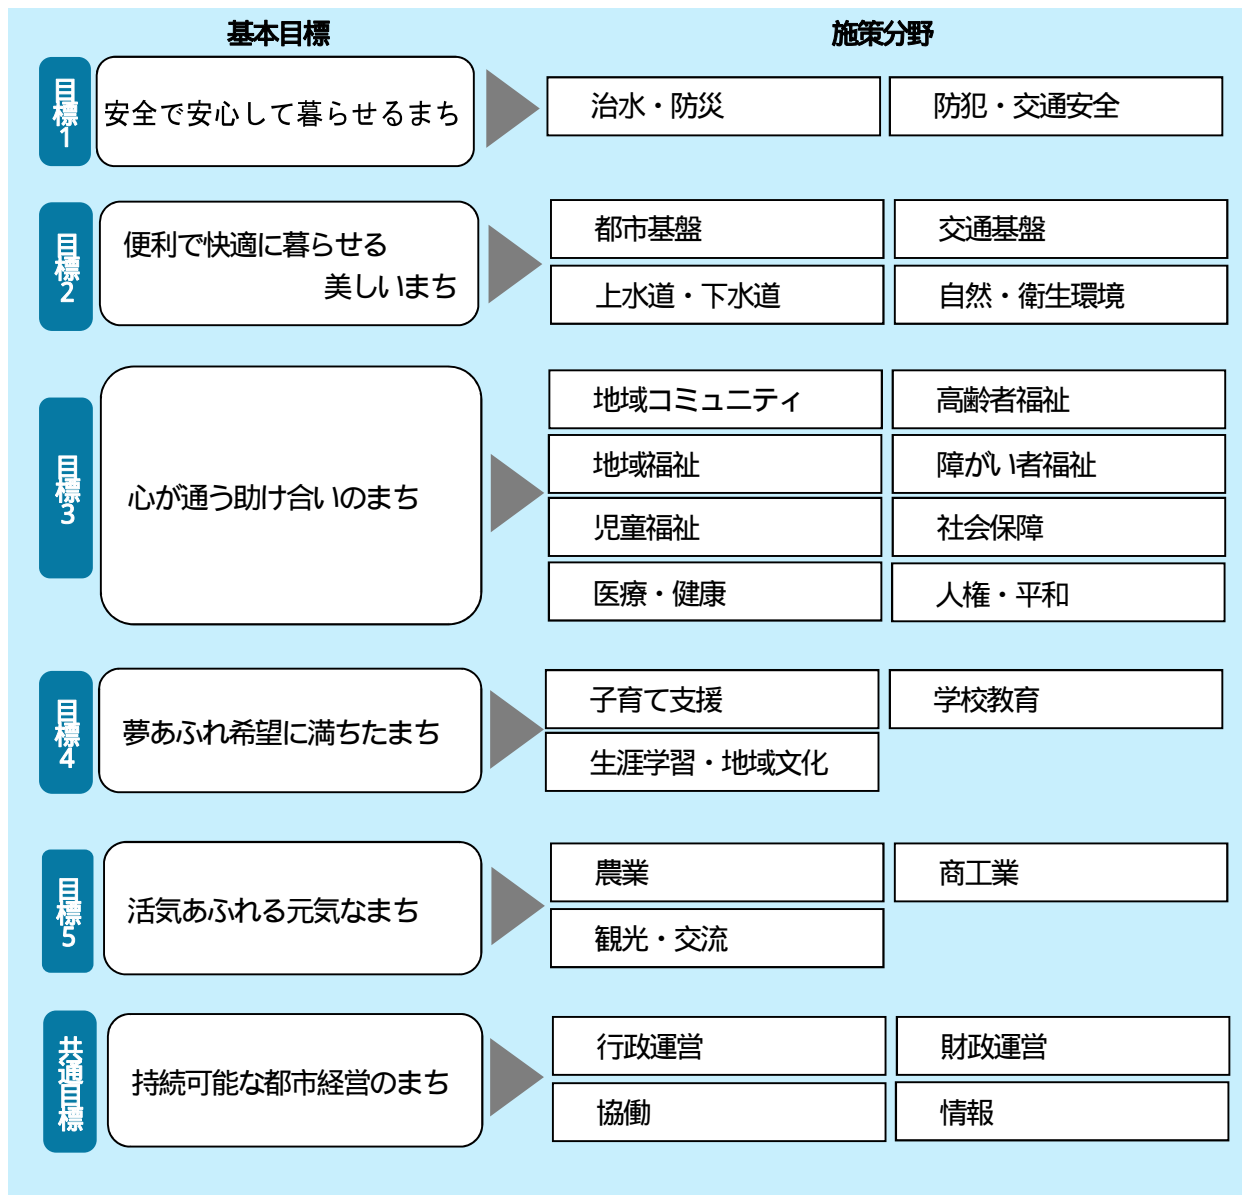 基本目標
施策分野
目標1
安全で安心して暮らせるまち
治水・防災
防犯・交通安全
目標2
便利で快適に暮らせる
美しいまち
都市基盤
交通基盤
上水道・下水道
自然・衛生環境
目標3
心が通う助け合いのまち
地域コミュニティ
高齢者福祉
地域福祉
障がい者福祉
児童福祉
社会保障
医療・健康
人権・平和
目標4
夢あふれ希望に満ちたまち
子育て支援
学校教育
生涯学習・地域文化
目標5
活気あふれる元気なまち
農業
商工業
観光・交流
共通目標
持続可能な都市経営のまち
行政運営
財政運営
協働
情報